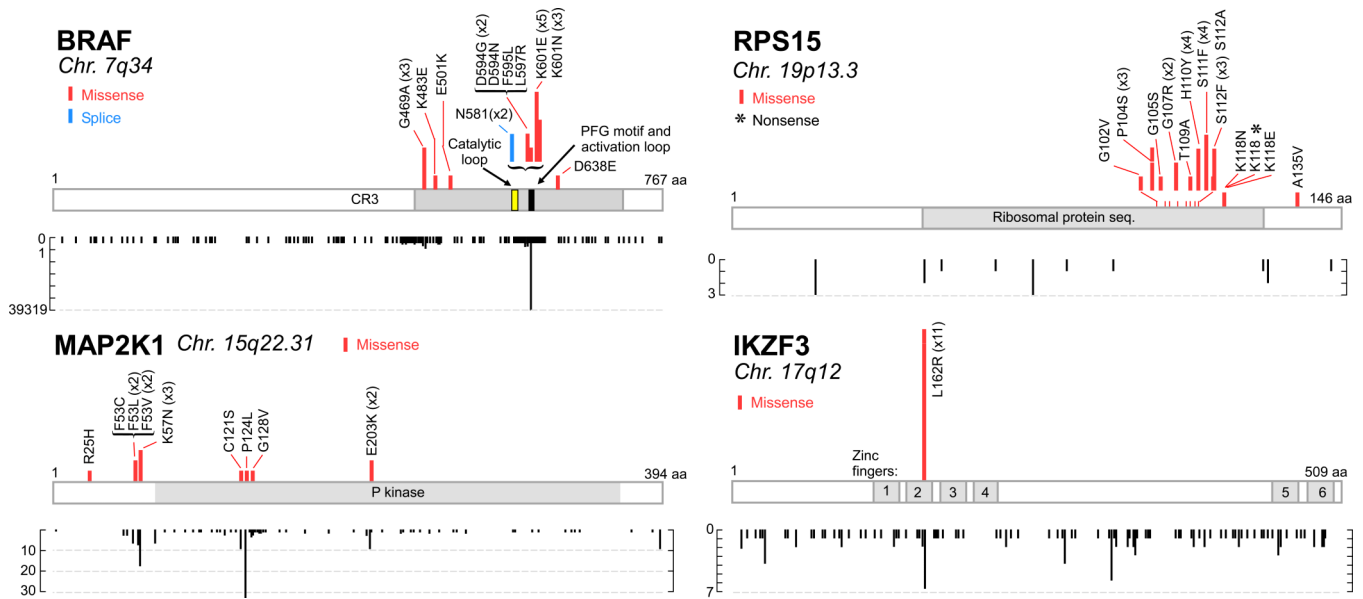 BRAF
Chr. 7q34
Missense
Splice
G469A (x3)
K483E
E501K
N581(x2)
D594G (x2)
D594N
F595L
L597R
K601E (x5)
K601N (x3)
Catalytic
loop
PFG motif and
activation loop
D638E
1
767 aa
CR3
0
1
39319
RPS15
Chr. 19p13.3
Missense
* Nonsense
G102V
P104S (x3)
G105S
G107R (x2)
T109A
H110Y (x4)
S111F (x4)
S112F (x3)
S112A
K118N
K118 *
K118E
A135V
1
146 aa
Ribosomal protein seq.
0
3
MAP2K1
Chr. 15q22.31
Missense
R25H
F53C
F53L (x2)
F53V (x2)
K57N (x3)
C121S
P124L
G128V
E203K (x2)
1
394 aa
P kinase
0
10
20
30
IKZF3
Chr. 17q12
Missense
L162R (x11)
Zinc
fingers:
1
509 aa
1
2
3
4
5
6
0
7